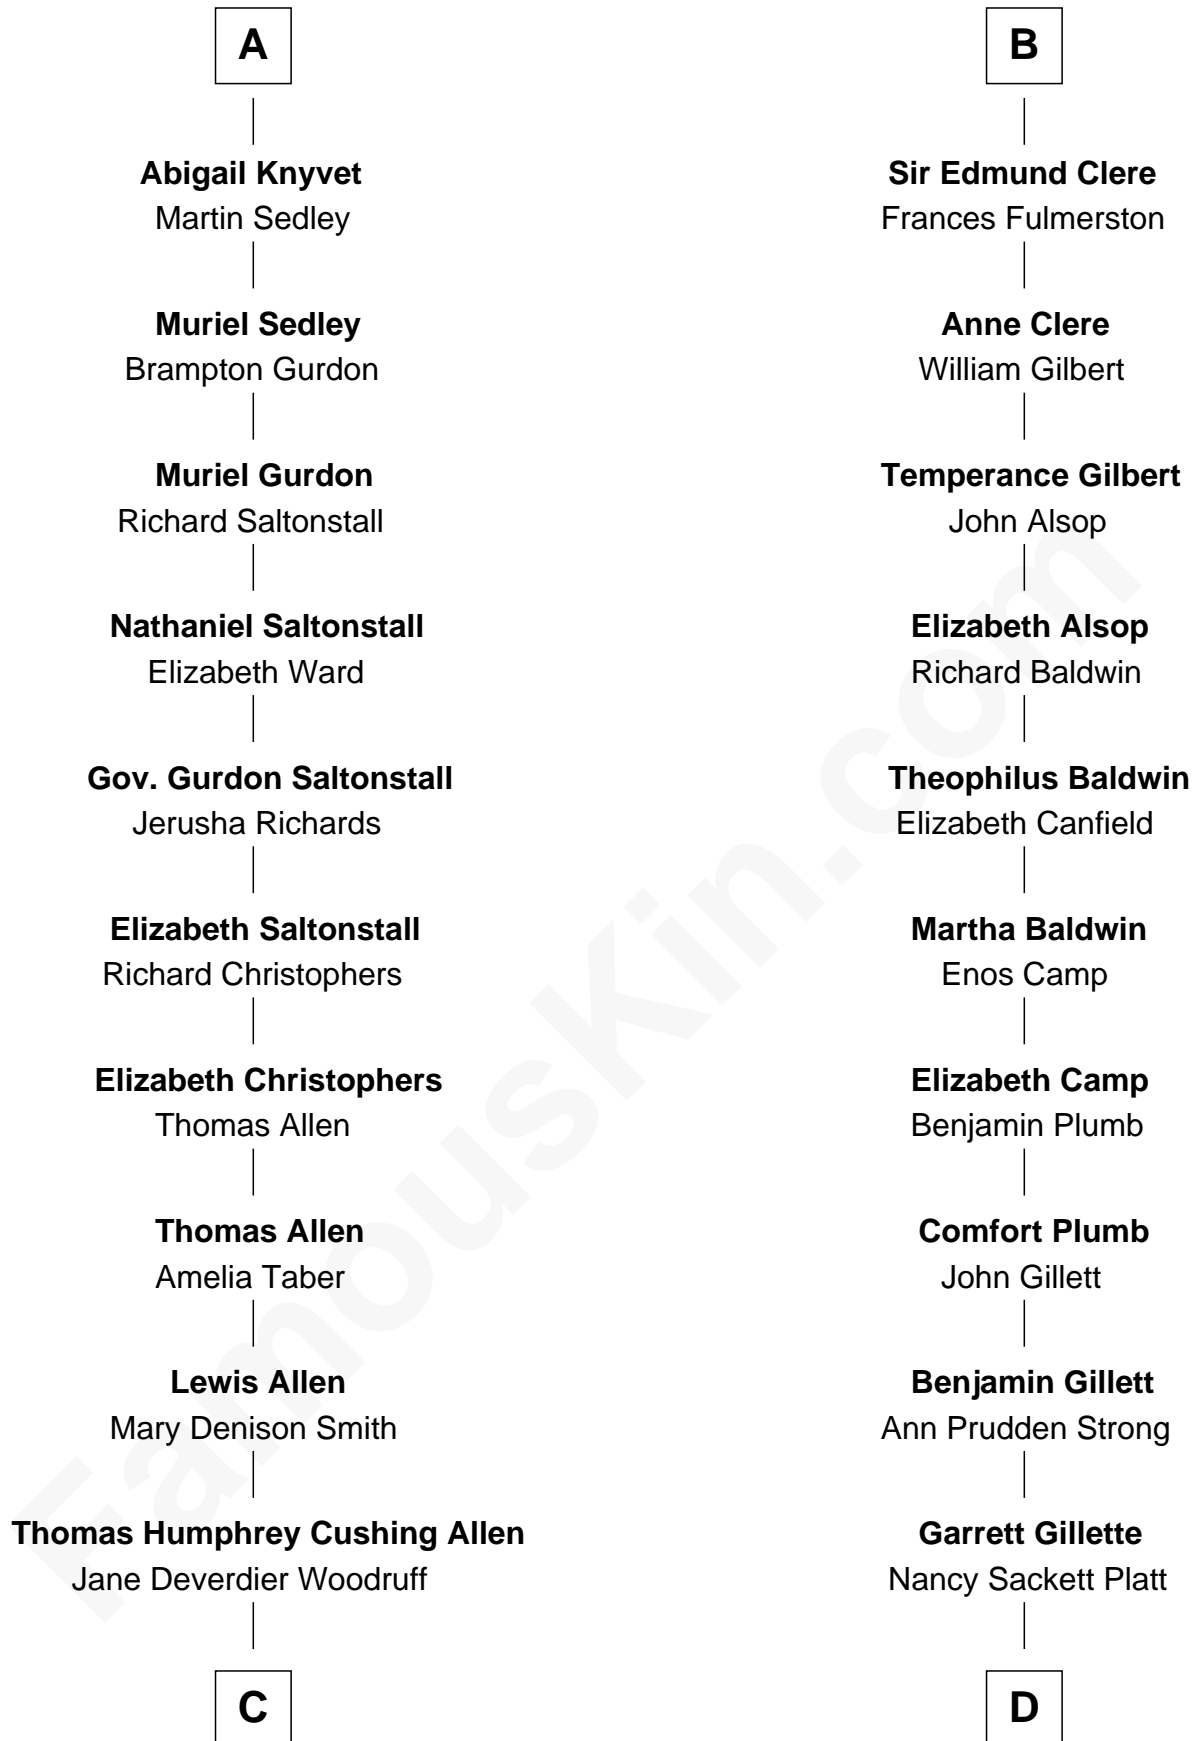 A
Abigail Knyvet
Martin Sedley
Muriel Sedley
Brampton Gurdon
Muriel Gurdon
Richard Saltonstall
Nathaniel Saltonstall
Elizabeth Ward
Gov. Gurdon Saltonstall
Jerusha Richards
Elizabeth Saltonstall
Richard Christophers
Elizabeth Christophers
Thomas Allen
Thomas Allen
Amelia Taber
Lewis Allen
Mary Denison Smith
Thomas Humphrey Cushing Allen
Jane Deverdier Woodruff
C
B
Sir Edmund Clere
Frances Fulmerston
Anne Clere
William Gilbert
Temperance Gilbert
John Alsop
Elizabeth Alsop
Richard Baldwin
Theophilus Baldwin
Elizabeth Canfield
Martha Baldwin
Enos Camp
Elizabeth Camp
Benjamin Plumb
Comfort Plumb
John Gillett
Benjamin Gillett
Ann Prudden Strong
Garrett Gillette
Nancy Sackett Platt
D
FamousKin.com